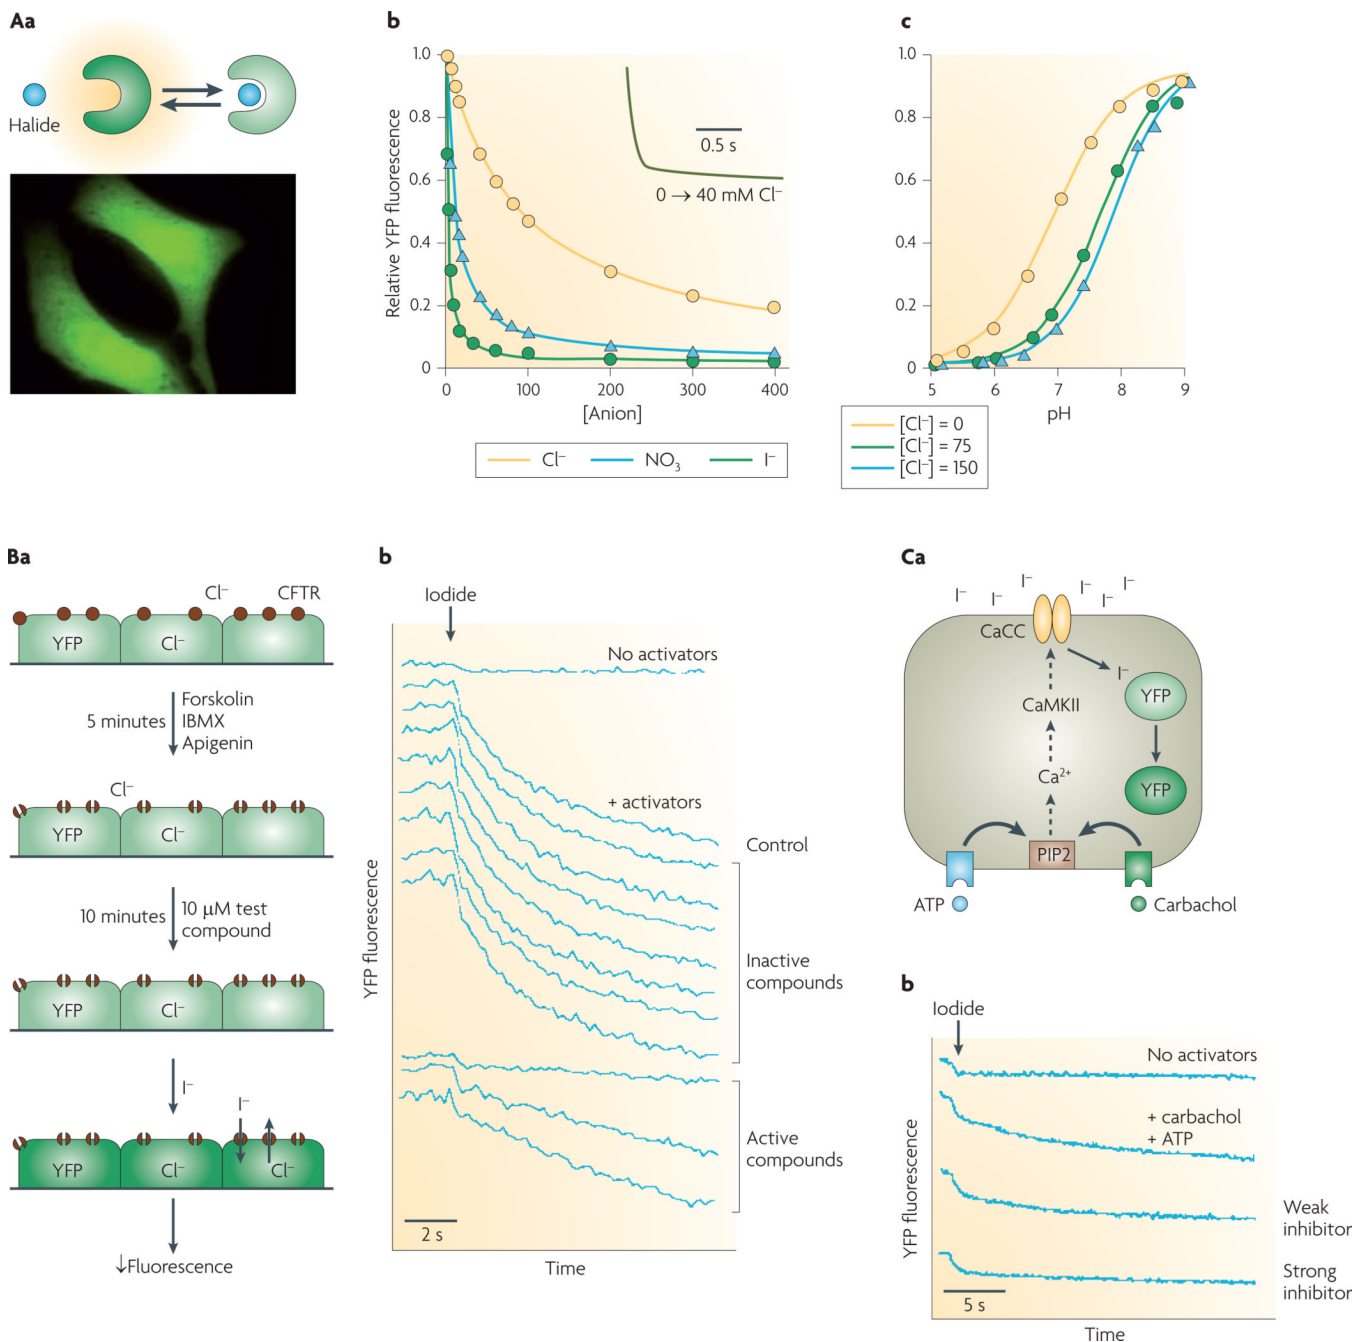 Aa
Halide
b
Relative YFP fluorescence
1.0
0.8
0.6
0.4
0.2
0
0.5 s
0 → 40 mM Cl⁻
0
100
200
300
400
[Anion]
Cl⁻
NO₃
I⁻
c
1.0
0.8
0.6
0.4
0.2
0
5
6
7
8
9
pH
[Cl⁻] = 0
[Cl⁻] = 75
[Cl⁻] = 150
Ba
Cl⁻
CFTR
YFP
Cl⁻
5 minutes
Forskolin
IBMX
Apigenin
Cl⁻
YFP
Cl⁻
10 minutes
10 μM test
compound
YFP
Cl⁻
I⁻
I⁻
YFP
Cl⁻
Cl⁻
↓Fluorescence
b
Iodide
No activators
+ activators
Control
Inactive
compounds
Active
compounds
YFP fluorescence
2 s
Time
Ca
I⁻
I⁻
I⁻
I⁻
I⁻
I⁻
CaCC
I⁻
YFP
CaMKII
Ca²⁺
YFP
PIP2
ATP
Carbachol
b
Iodide
No activators
+ carbachol
+ ATP
Weak
inhibitor
Strong
inhibitor
YFP fluorescence
5 s
Time